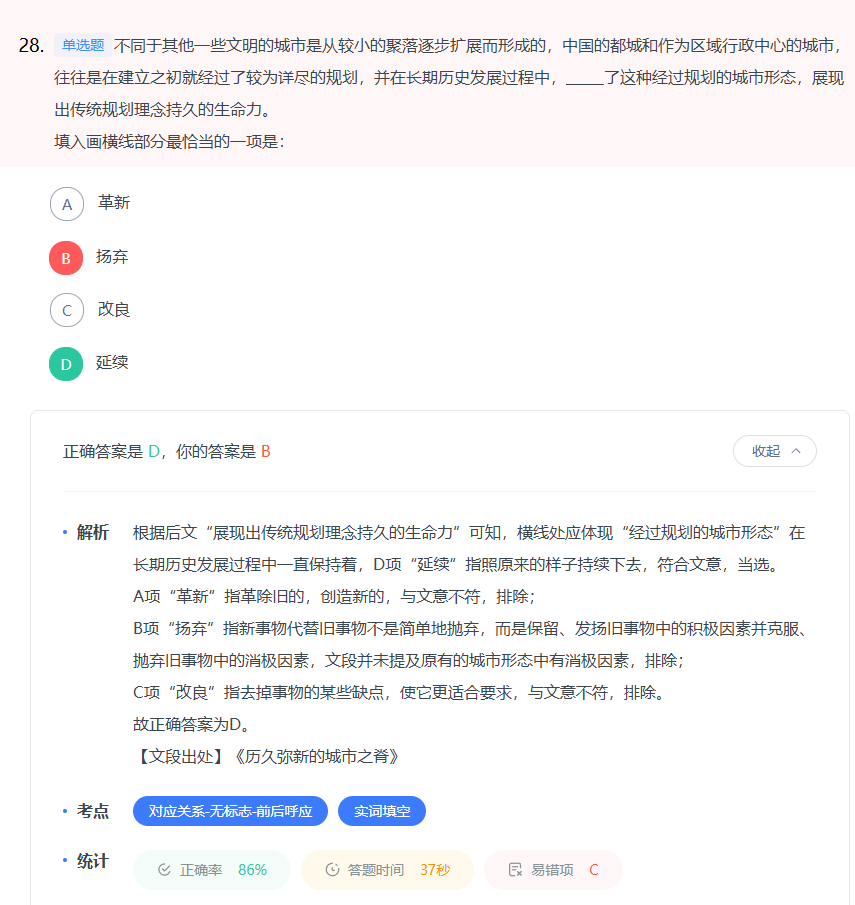 28. 单选题 不同于其他一些文明的城市是从较小的聚落逐步扩展而形成的，中国的都城和作为区域行政中心的城市，
往往是在建立之初就经过了较为详尽的规划，并在长期历史发展过程中，_____了这种经过规划的城市形态，展现
出传统规划理念持久的生命力。
填入画横线部分最恰当的一项是：
A 革新
B 扬弃
C 改良
D 延续
正确答案是 D，你的答案是 B
收起
解析 根据后文“展现出传统规划理念持久的生命力”可知，横线处应体现“经过规划的城市形态”在
长期历史发展过程中一直保持着，D项“延续”指照原来的样子持续下去，符合文意，当选。
A项“革新”指革除旧的，创造新的，与文意不符，排除；
B项“扬弃”指新事物代替旧事物不是简单地抛弃，而是保留、发扬旧事物中的积极因素并克服、
抛弃旧事物中的消极因素，文段并未提及原有的城市形态中有消极因素，排除；
C项“改良”指去掉事物的某些缺点，使它更适合要求，与文意不符，排除。
故正确答案为D。
【文段出处】《历久弥新的城市之脊》
考点 对应关系-无标志-前后呼应 实词填空
统计 正确率 86% 答题时间 37秒 易错项 C